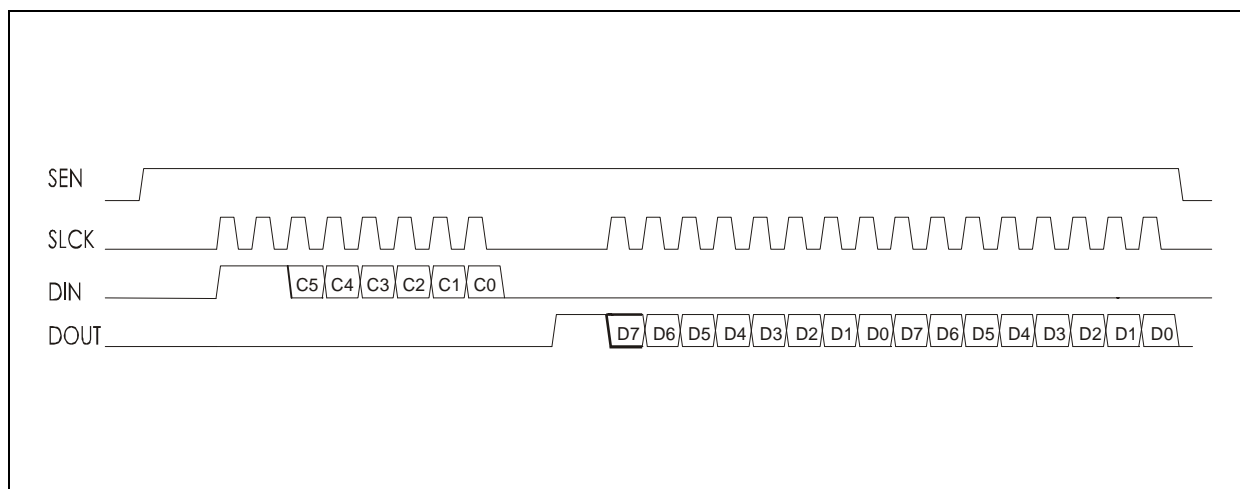 SEN
SLCK
DIN C5 C4 C3 C2 C1 C0
DOUT D7 D6 D5 D4 D3 D2 D1 D0 D7 D6 D5 D4 D3 D2 D1 D0